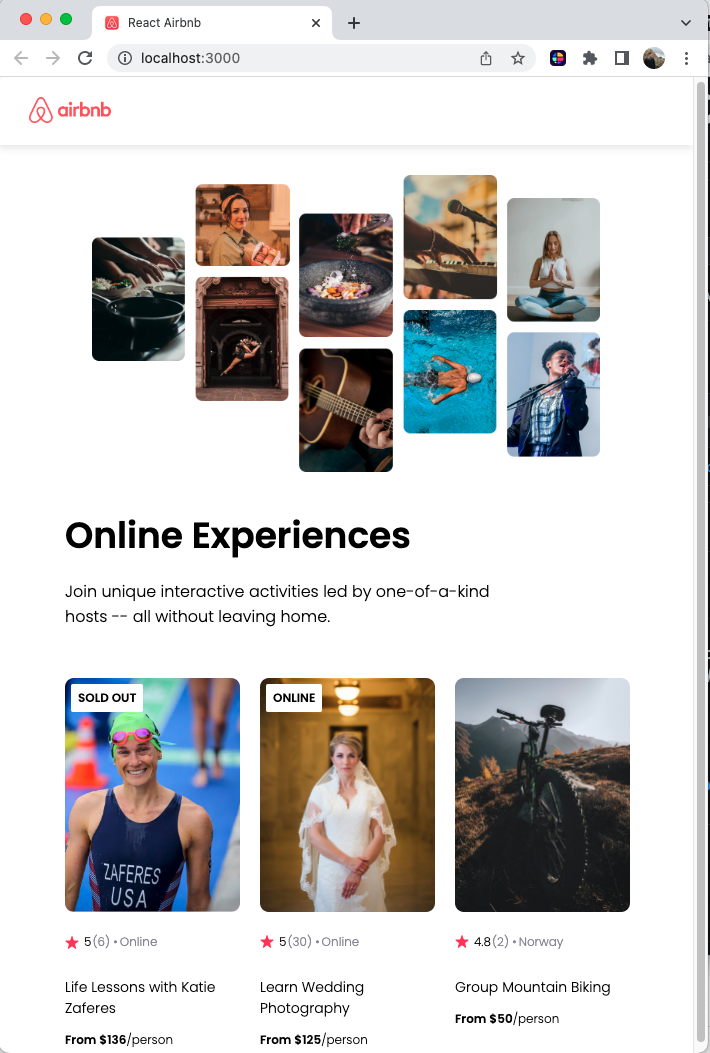 React Airbnb
localhost:3000
airbnb
Online Experiences
Join unique interactive activities led by one-of-a-kind
hosts -- all without leaving home.
SOLD OUT
ZAFERES
USA
5(6) • Online
Life Lessons with Katie
Zaferes
From $136/person
ONLINE
5(30) • Online
Learn Wedding
Photography
From $125/person
4.8(2) • Norway
Group Mountain Biking
From $50/person